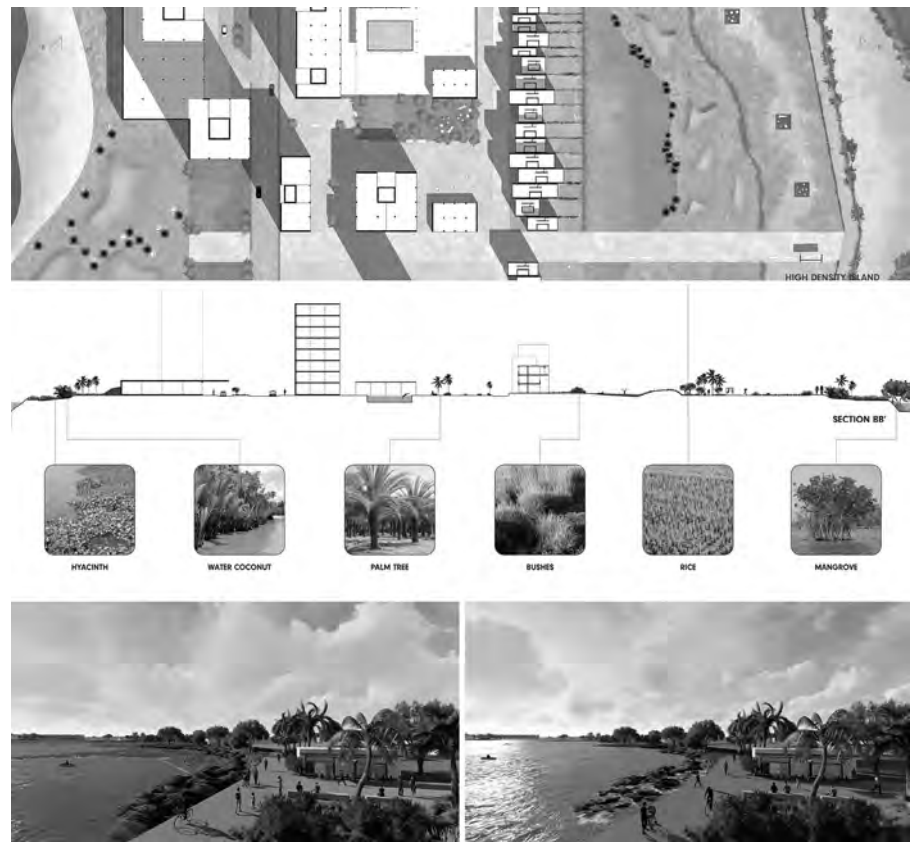 HIGH DENSITY ISLAND
SECTION BB'
HYACINTH
WATER COCONUT
PALM TREE
BUSHES
RICE
MANGROVE